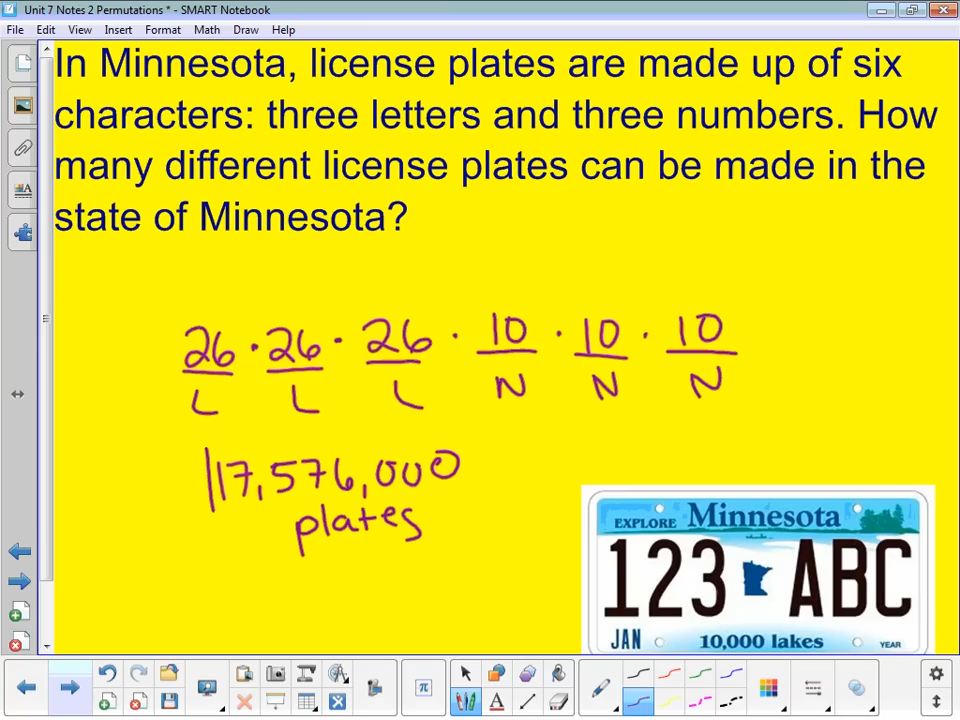 Unit 7 Notes 2 Permutations * - SMART Notebook
File Edit View Insert Format Math Draw Help
In Minnesota, license plates are made up of six
characters: three letters and three numbers. How
many different license plates can be made in the
state of Minnesota?
26 · 26 · 26 · 10 · 10 · 10
L L L N N N
17,576,000
plates
EXPLORE Minnesota
123 ABC
JAN 10,000 lakes YEAR